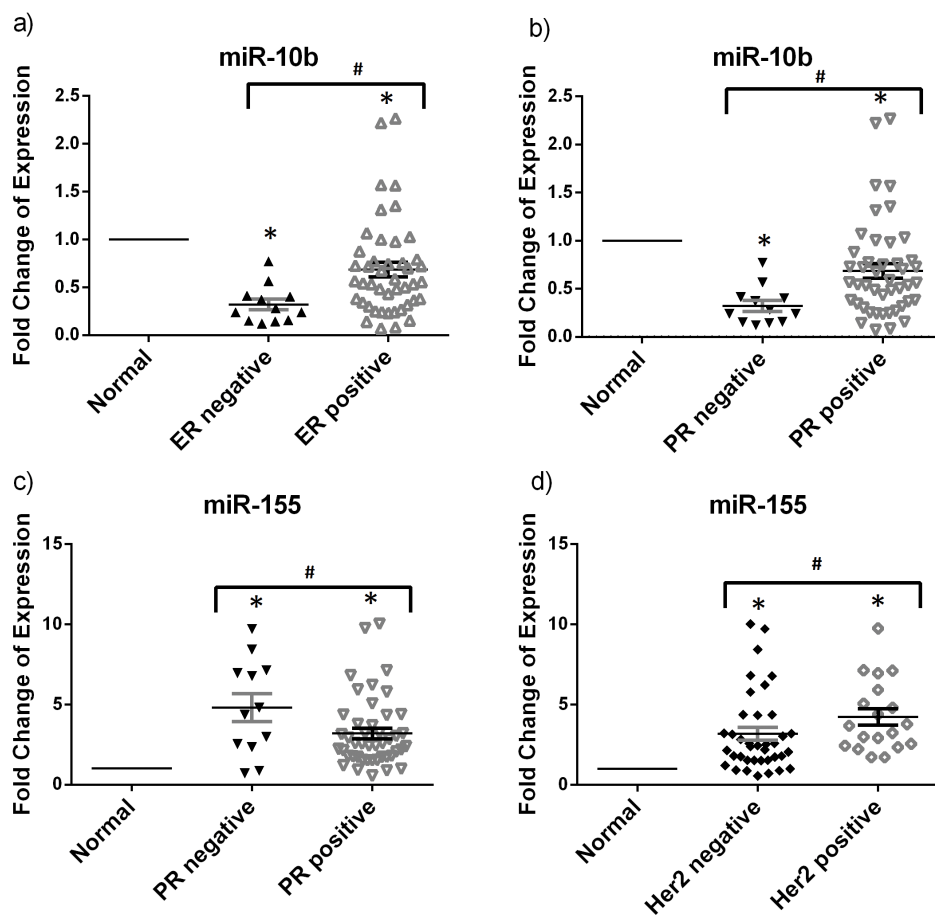 a)
miR-10b
#
*
*
Fold Change of Expression
2.5
2.0
1.5
1.0
0.5
0.0
Normal
ER negative
ER positive
b)
miR-10b
#
*
*
Fold Change of Expression
2.5
2.0
1.5
1.0
0.5
0.0
Normal
PR negative
PR positive
c)
miR-155
#
*
*
Fold Change of Expression
15
10
5
0
Normal
PR negative
PR positive
d)
miR-155
#
*
*
Fold Change of Expression
15
10
5
0
Normal
Her2 negative
Her2 positive